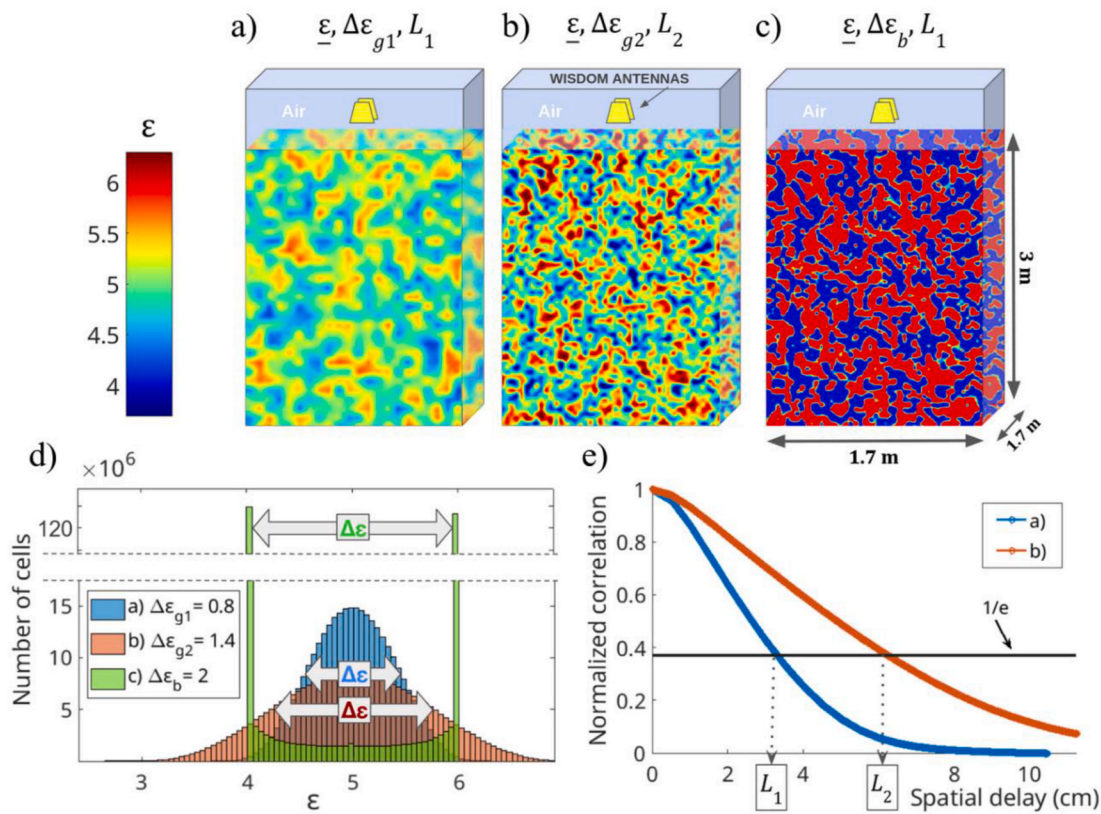 a) ε, Δε_g1, L_1
b) ε, Δε_g2, L_2
c) ε, Δε_b, L_1
WISDOM ANTENNAS
Air
Air
Air
ε
6
5.5
5
4.5
4
3 m
1.7 m
1.7 m
d)
×10^6
120
15
10
5
Number of cells
Δε
a) Δε_g1 = 0.8
b) Δε_g2 = 1.4
c) Δε_b = 2
Δε
Δε
3
4
5
6
ε
e)
1
0.8
0.6
0.4
0.2
0
Normalized correlation
a)
b)
1/e
0
2
4
6
8
10
L_1
L_2
Spatial delay (cm)